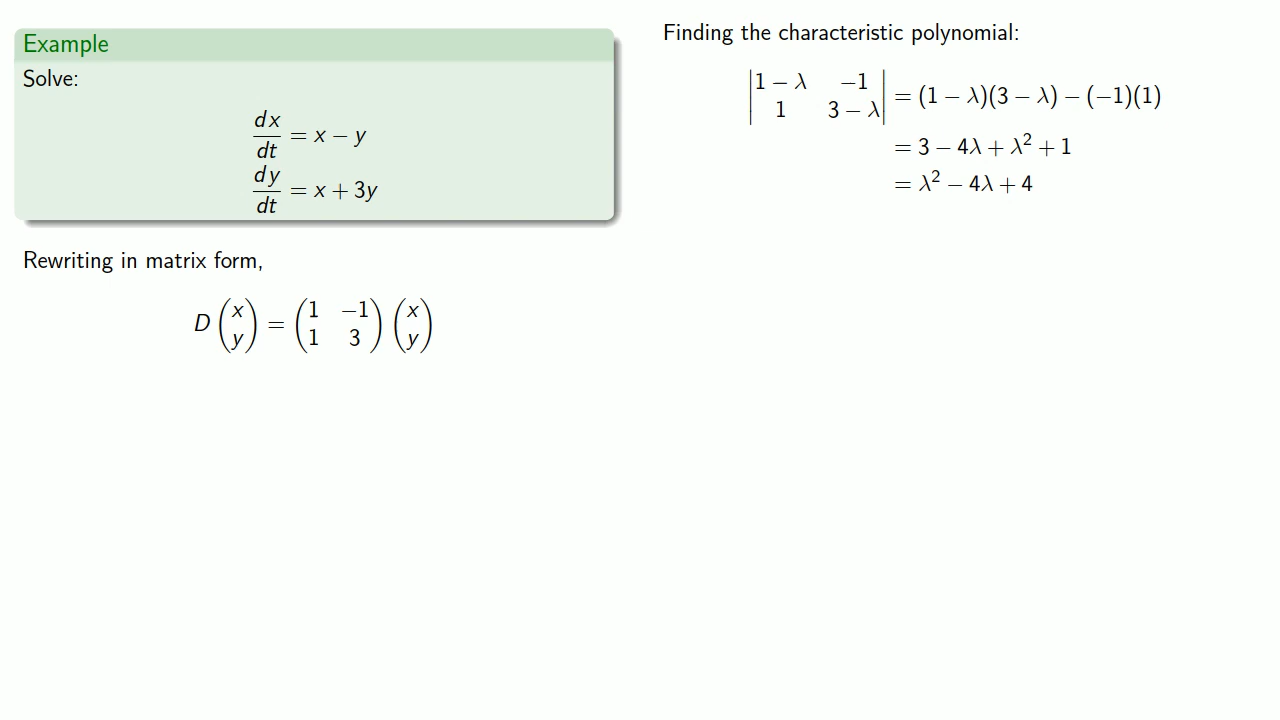 Example
Solve:
dx/dt = x − y
dy/dt = x + 3y
Rewriting in matrix form,
D (x y) = (1 −1 1 3) (x y)
Finding the characteristic polynomial:
|1 − λ −1 1 3 − λ| = (1 − λ)(3 − λ) − (−1)(1)
= 3 − 4λ + λ² + 1
= λ² − 4λ + 4